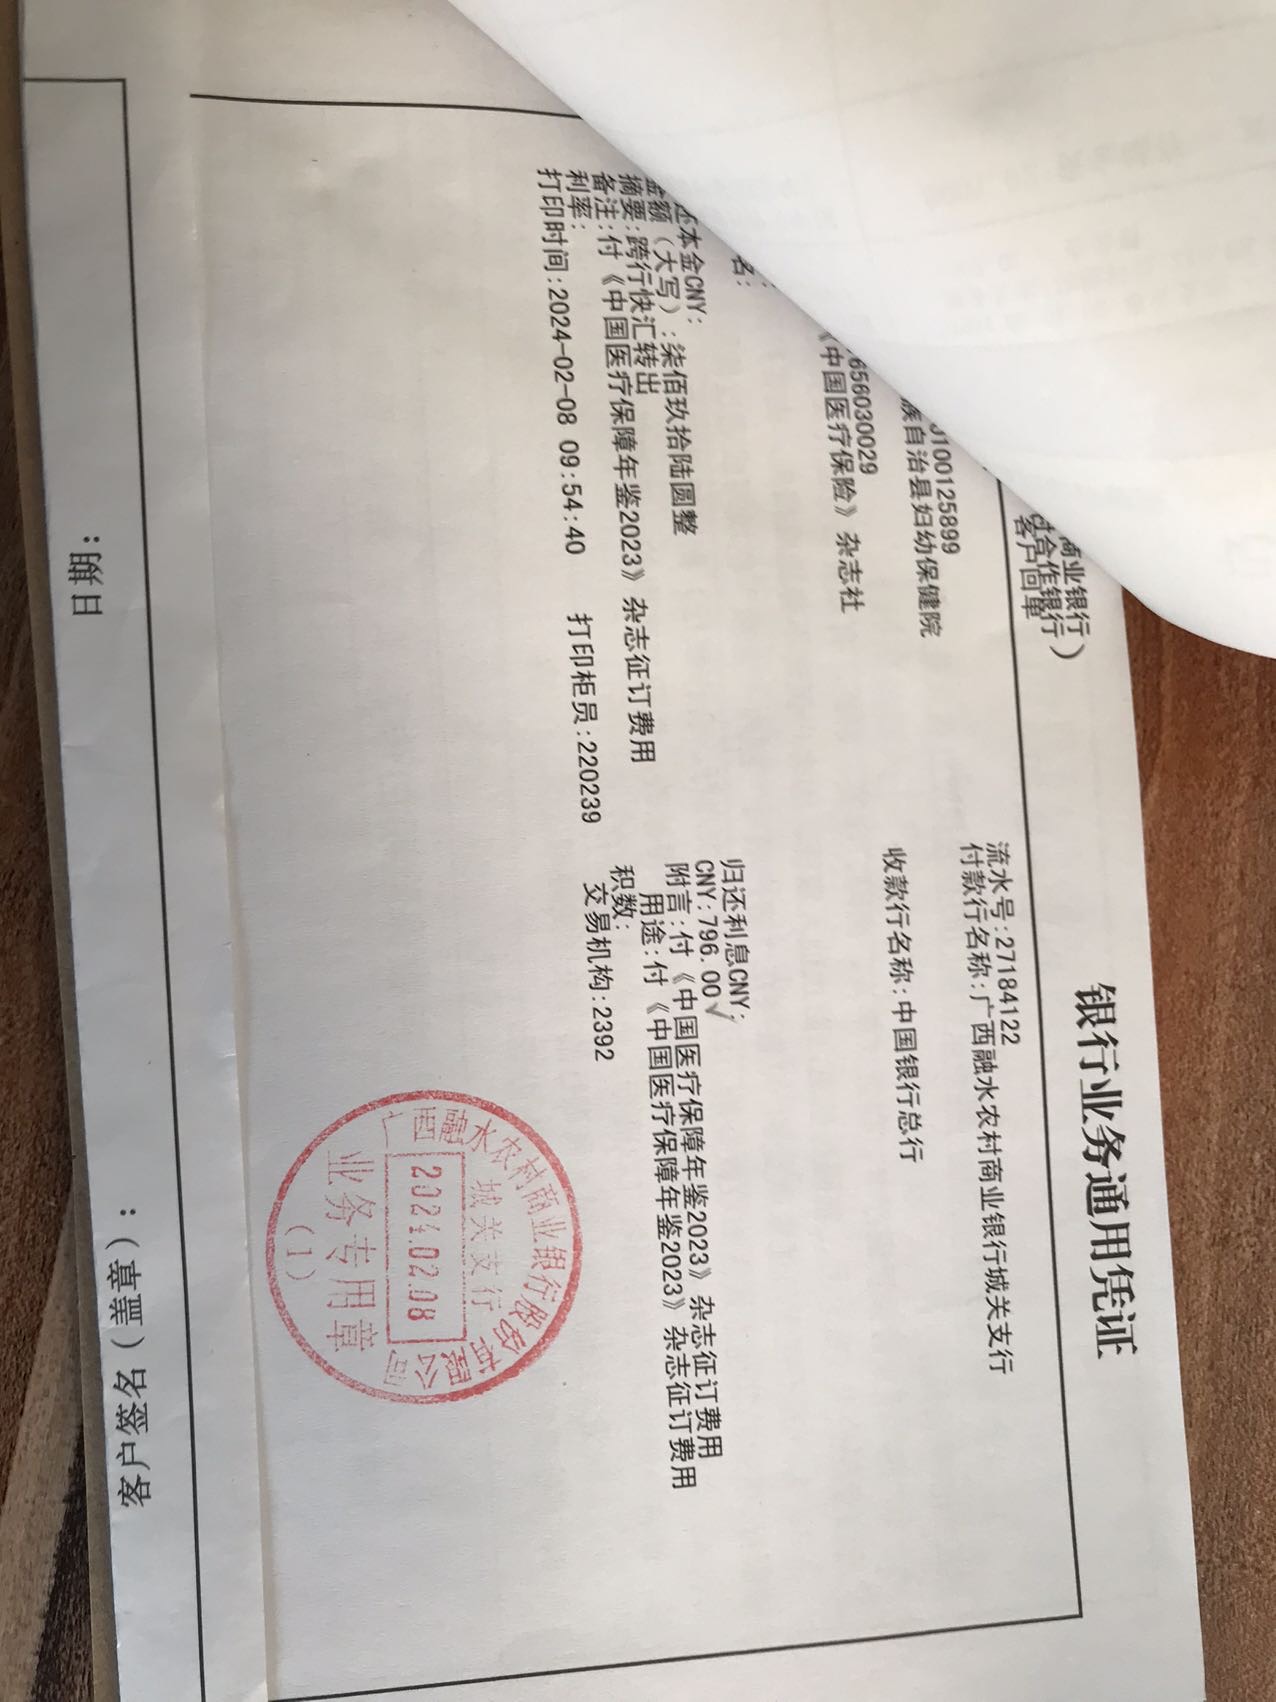 银行业务通用凭证
商业银行
村合作银行）
客户回单
流水号:27184122
0100125899 付款行名称:广西融水农村商业银行城关支行
族自治县妇幼保健院
656030029 收款行名称:中国银行总行
《中国医疗保险》杂志社
名:
还本金CNY: 归还利息CNY:
金额（大写）:柒佰玖拾陆圆整 CNY:796.00✓
摘要:跨行快汇转出 附言:付《中国医疗保障年鉴2023》杂志征订费用
备注:付《中国医疗保障年鉴2023》杂志征订费用 用途:付《中国医疗保障年鉴2023》杂志征订费用
利率: 积数:
打印时间:2024-02-08 09:54:40 打印柜员:220239 交易机构:2392
广西融水农村商业银行股份有限公司
城关支行
2024.02.08
业务专用章
(1)
客户签名（盖章）:
日期: